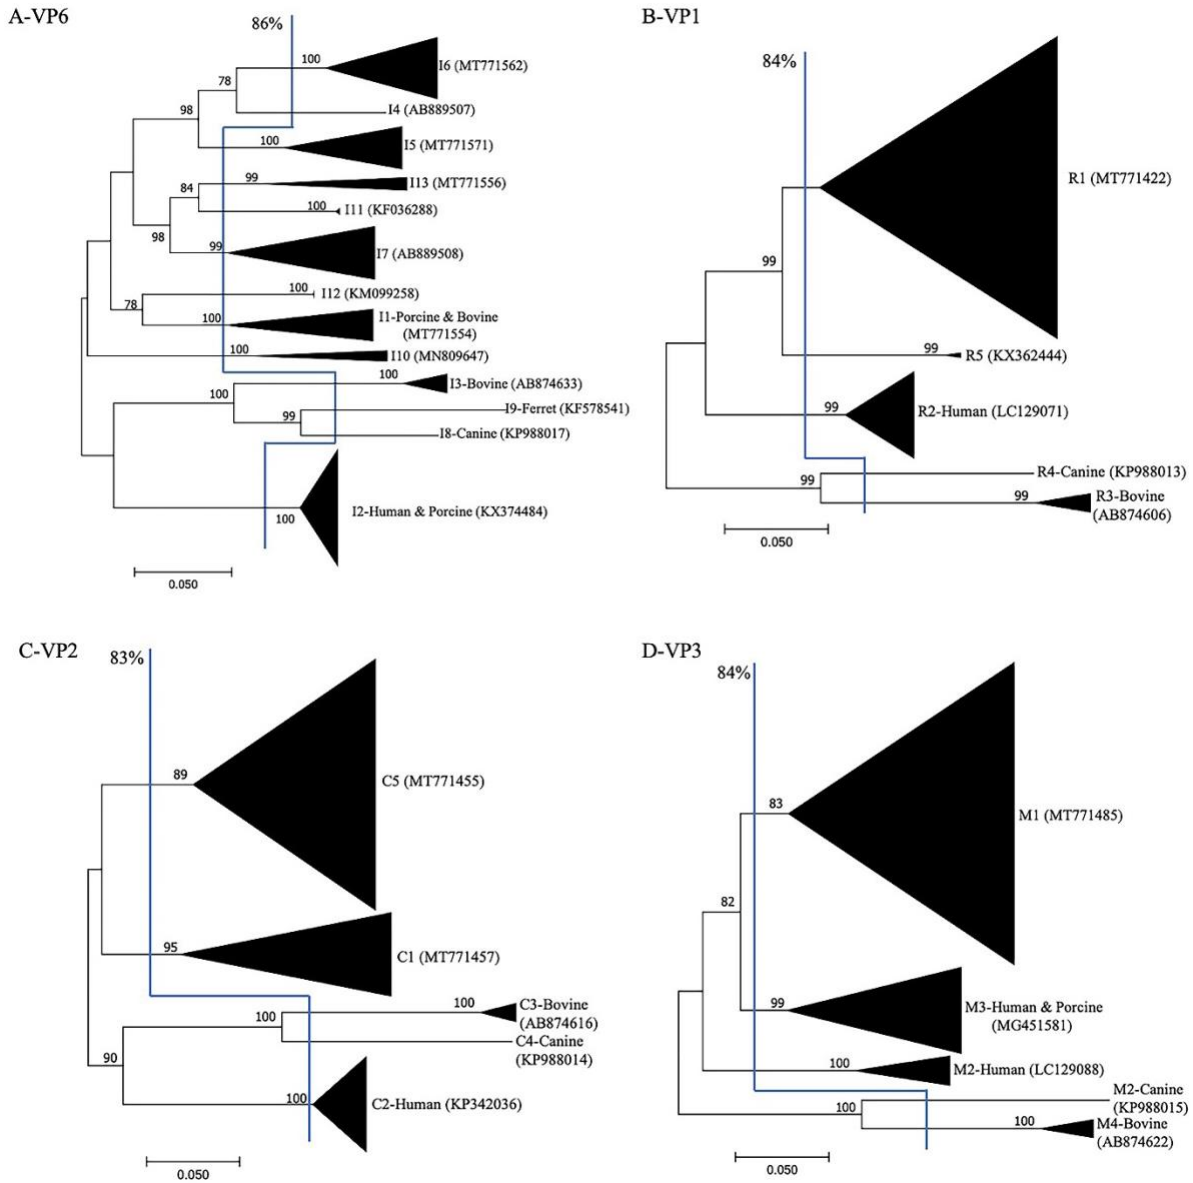 A-VP6
86%
100
I6 (MT771562)
78
I4 (AB889507)
98
100
I5 (MT771571)
99
I13 (MT771556)
84
100
I11 (KF036288)
98
99
I7 (AB889508)
100
I12 (KM099258)
78
100
I1-Porcine & Bovine
(MT771554)
100
I10 (MN809647)
100
I3-Bovine (AB874633)
100
I9-Ferret (KF578541)
99
I8-Canine (KP988017)
100
I2-Human & Porcine (KX374484)
0.050
B-VP1
84%
R1 (MT771422)
99
99
R5 (KX362444)
99
R2-Human (LC129071)
R4-Canine (KP988013)
99
99
R3-Bovine
(AB874606)
0.050
C-VP2
83%
89
C5 (MT771455)
95
C1 (MT771457)
100
C3-Bovine
(AB874616)
100
C4-Canine
(KP988014)
90
100
C2-Human (KP342036)
0.050
D-VP3
84%
83
M1 (MT771485)
82
99
M3-Human & Porcine
(MG451581)
100
M2-Human (LC129088)
M2-Canine
(KP988015)
100
100
M4-Bovine
(AB874622)
0.050